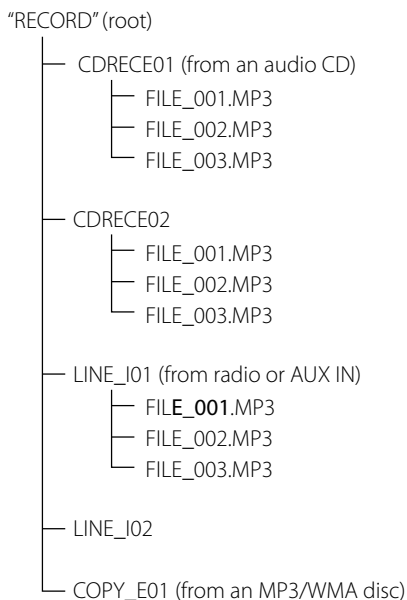 “RECORD” (root)
CDRECE01 (from an audio CD)
FILE_001.MP3
FILE_002.MP3
FILE_003.MP3
CDRECE02
FILE_001.MP3
FILE_002.MP3
FILE_003.MP3
LINE_I01 (from radio or AUX IN)
FILE_001.MP3
FILE_002.MP3
FILE_003.MP3
LINE_I02
COPY_E01 (from an MP3/WMA disc)